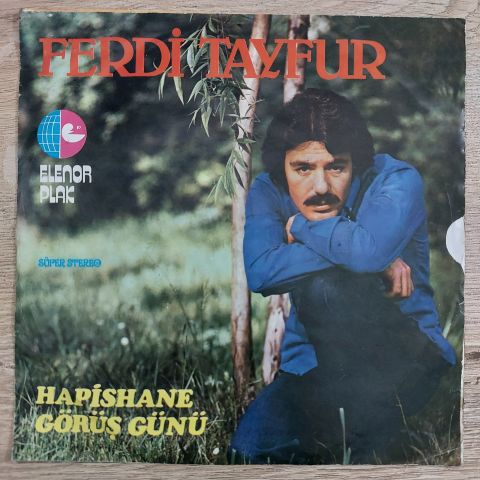 FERDİ TAYFUR
ELENOR
PLAK
SÜPER STEREO
HAPİSHANE
GÖRÜŞ GÜNÜ